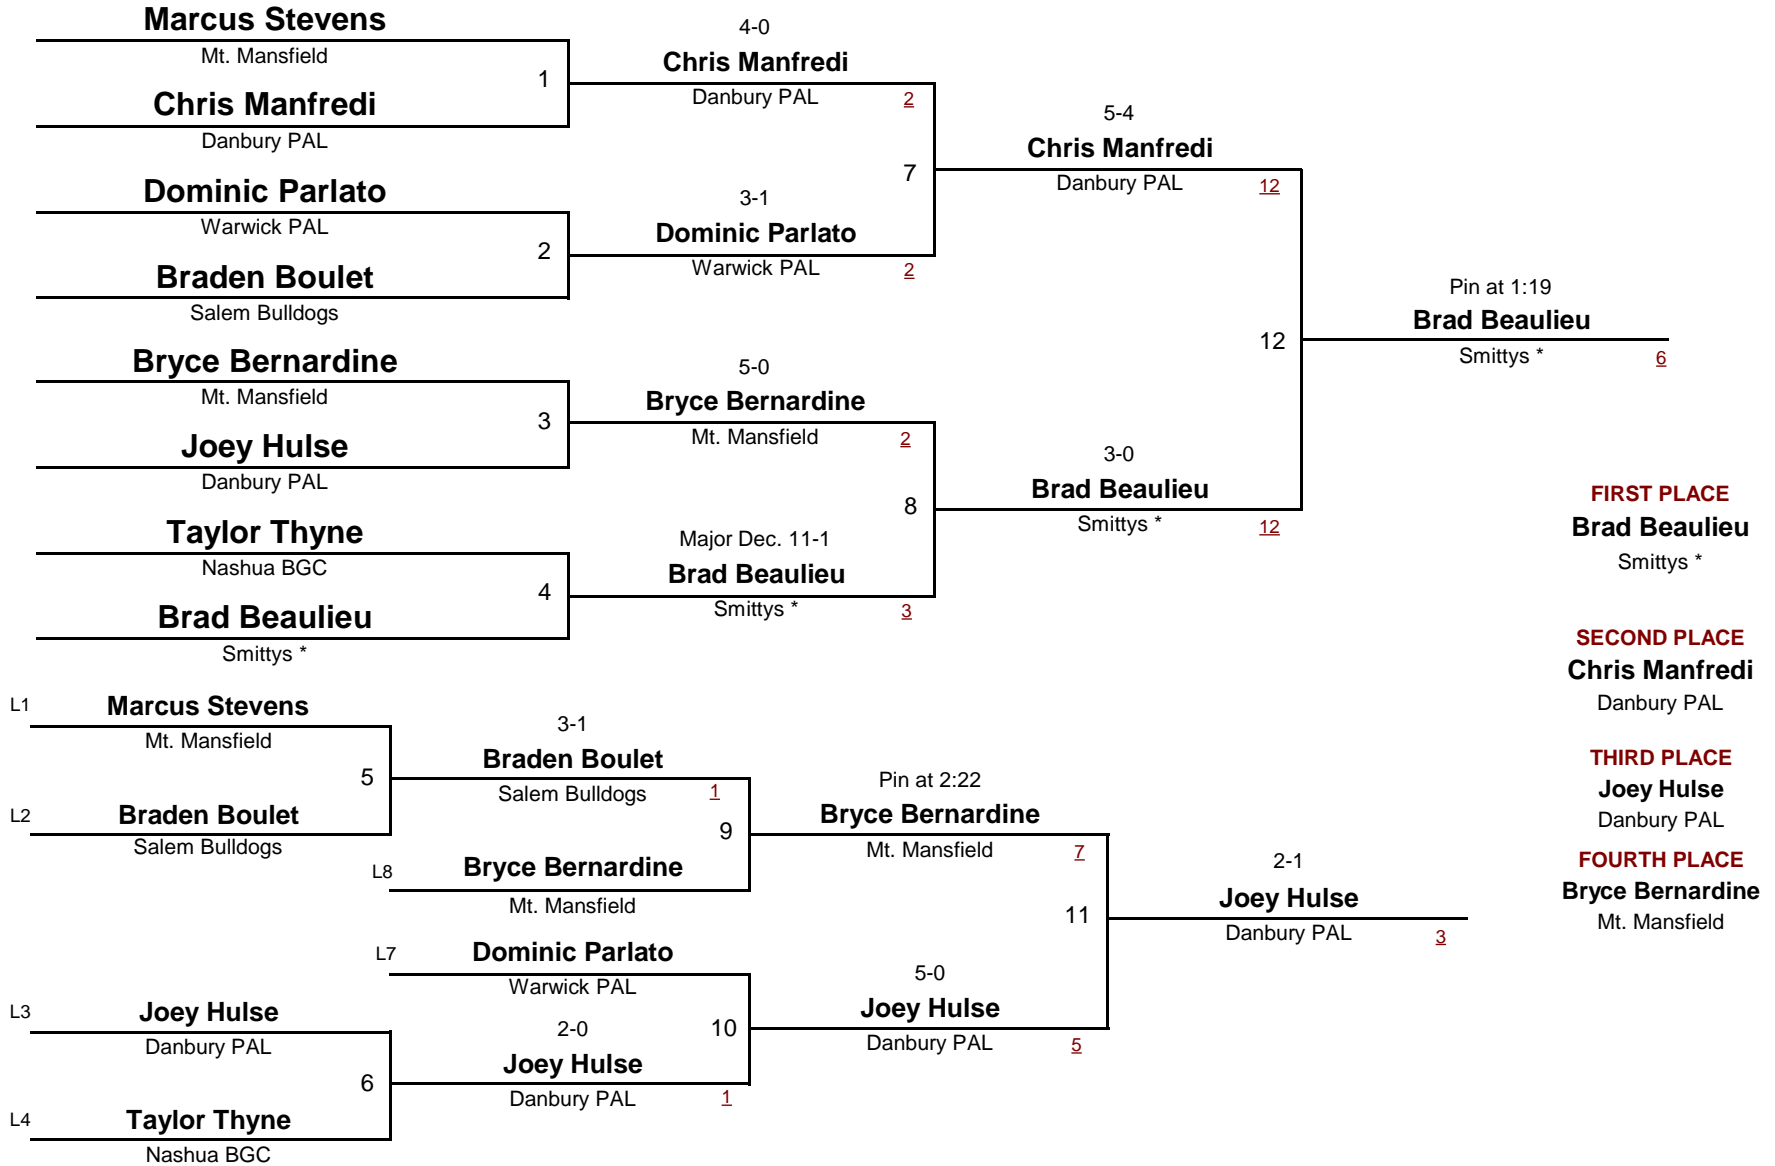 Marcus Stevens
Mt. Mansfield
1
Chris Manfredi
Danbury PAL
Dominic Parlato
Warwick PAL
2
Braden Boulet
Salem Bulldogs
Bryce Bernardine
Mt. Mansfield
3
Joey Hulse
Danbury PAL
Taylor Thyne
Nashua BGC
4
Brad Beaulieu
Smittys *
4-0
Chris Manfredi
Danbury PAL 2
7
3-1
Dominic Parlato
Warwick PAL 2
5-0
Bryce Bernardine
Mt. Mansfield 2
8
Major Dec. 11-1
Brad Beaulieu
Smittys * 3
5-4
Chris Manfredi
Danbury PAL 12
12
3-0
Brad Beaulieu
Smittys * 12
Pin at 1:19
Brad Beaulieu
Smittys * 6
FIRST PLACE
Brad Beaulieu
Smittys *
SECOND PLACE
Chris Manfredi
Danbury PAL
THIRD PLACE
Joey Hulse
Danbury PAL
FOURTH PLACE
Bryce Bernardine
Mt. Mansfield
L1 Marcus Stevens
Mt. Mansfield
5
L2 Braden Boulet
Salem Bulldogs
3-1
Braden Boulet
Salem Bulldogs 1
9
L8 Bryce Bernardine
Mt. Mansfield
L7 Dominic Parlato
Warwick PAL
10
L3 Joey Hulse
Danbury PAL
6
L4 Taylor Thyne
Nashua BGC
2-0
Joey Hulse
Danbury PAL 1
Pin at 2:22
Bryce Bernardine
Mt. Mansfield 7
11
5-0
Joey Hulse
Danbury PAL 5
2-1
Joey Hulse
Danbury PAL 3